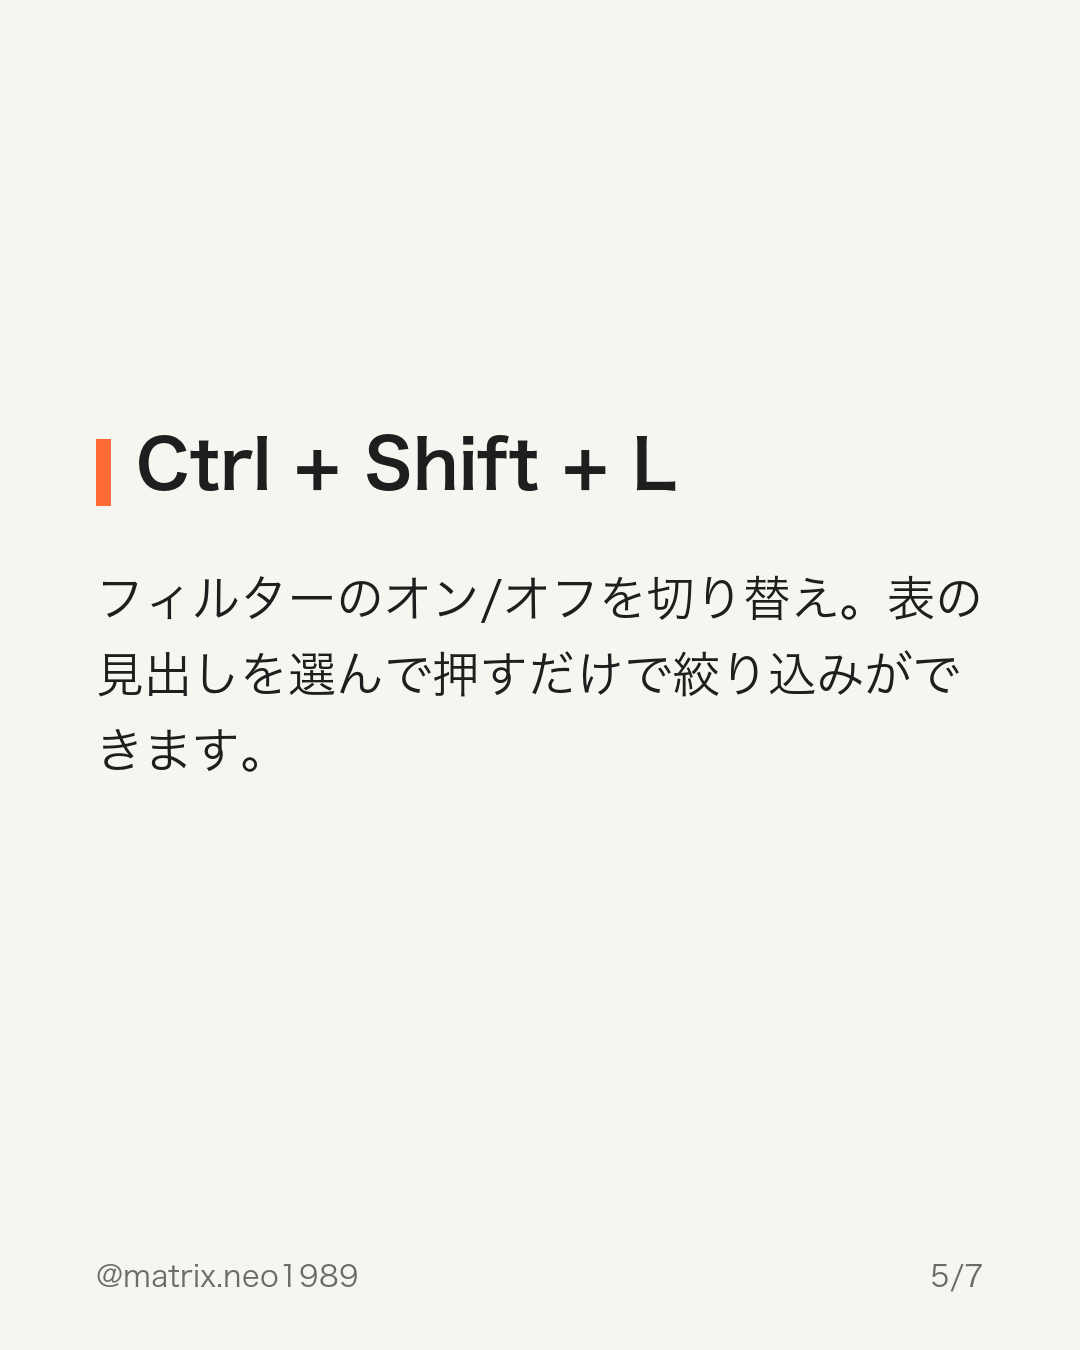 Ctrl + Shift + L
フィルターのオン/オフを切り替え。表の
見出しを選んで押すだけで絞り込みがで
きます。
@matrix.neo1989
5/7